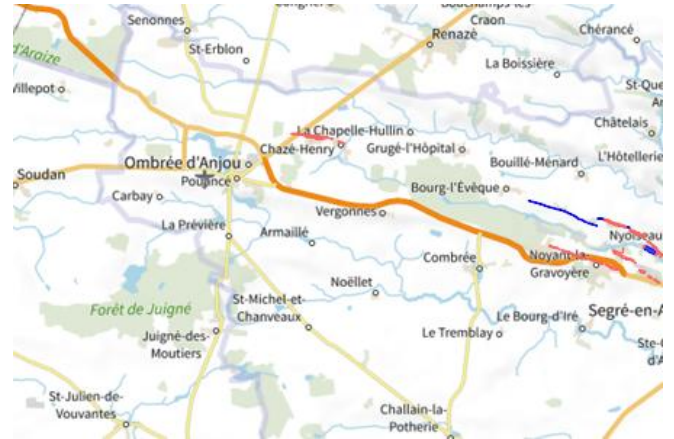 Senonnes
Craon
Renazé
Chérancé
d'Araize
St-Erblon
La Boissière
Villepot
St-Que
Châtelais
La Chapelle-Hullin
Chazé-Henry
Grugé-l'Hôpital
L'Hôtellerie
Ombrée d'Anjou
Bouillé-Ménard
Soudan
Pouancé
Carbay
Bourg-l'Évêque
Vergonnes
La Prévière
Armaillé
Nyoiseau
Combrée
Noyant-la-
Gravoyère
Noëllet
Forêt de Juigné
St-Michel-et-
Chanveaux
Le Bourg-d'Iré
Segré-en-A
Juigné-des-
Moutiers
Le Tremblay
Ste-
d'A
St-Julien-de-
Vouvantes
Challain-la-
Potherie